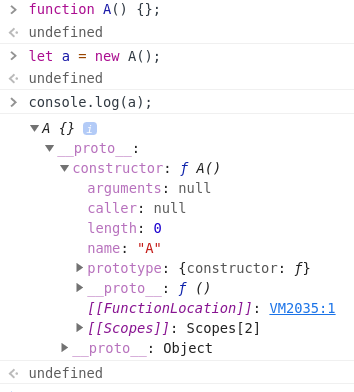 > function A() {};
< undefined
> let a = new A();
< undefined
> console.log(a);
▼A {} i
▼__proto__:
▼constructor: ƒ A()
arguments: null
caller: null
length: 0
name: "A"
▶prototype: {constructor: ƒ}
▶__proto__: ƒ ()
[[FunctionLocation]]: VM2035:1
▶[[Scopes]]: Scopes[2]
▶__proto__: Object
< undefined